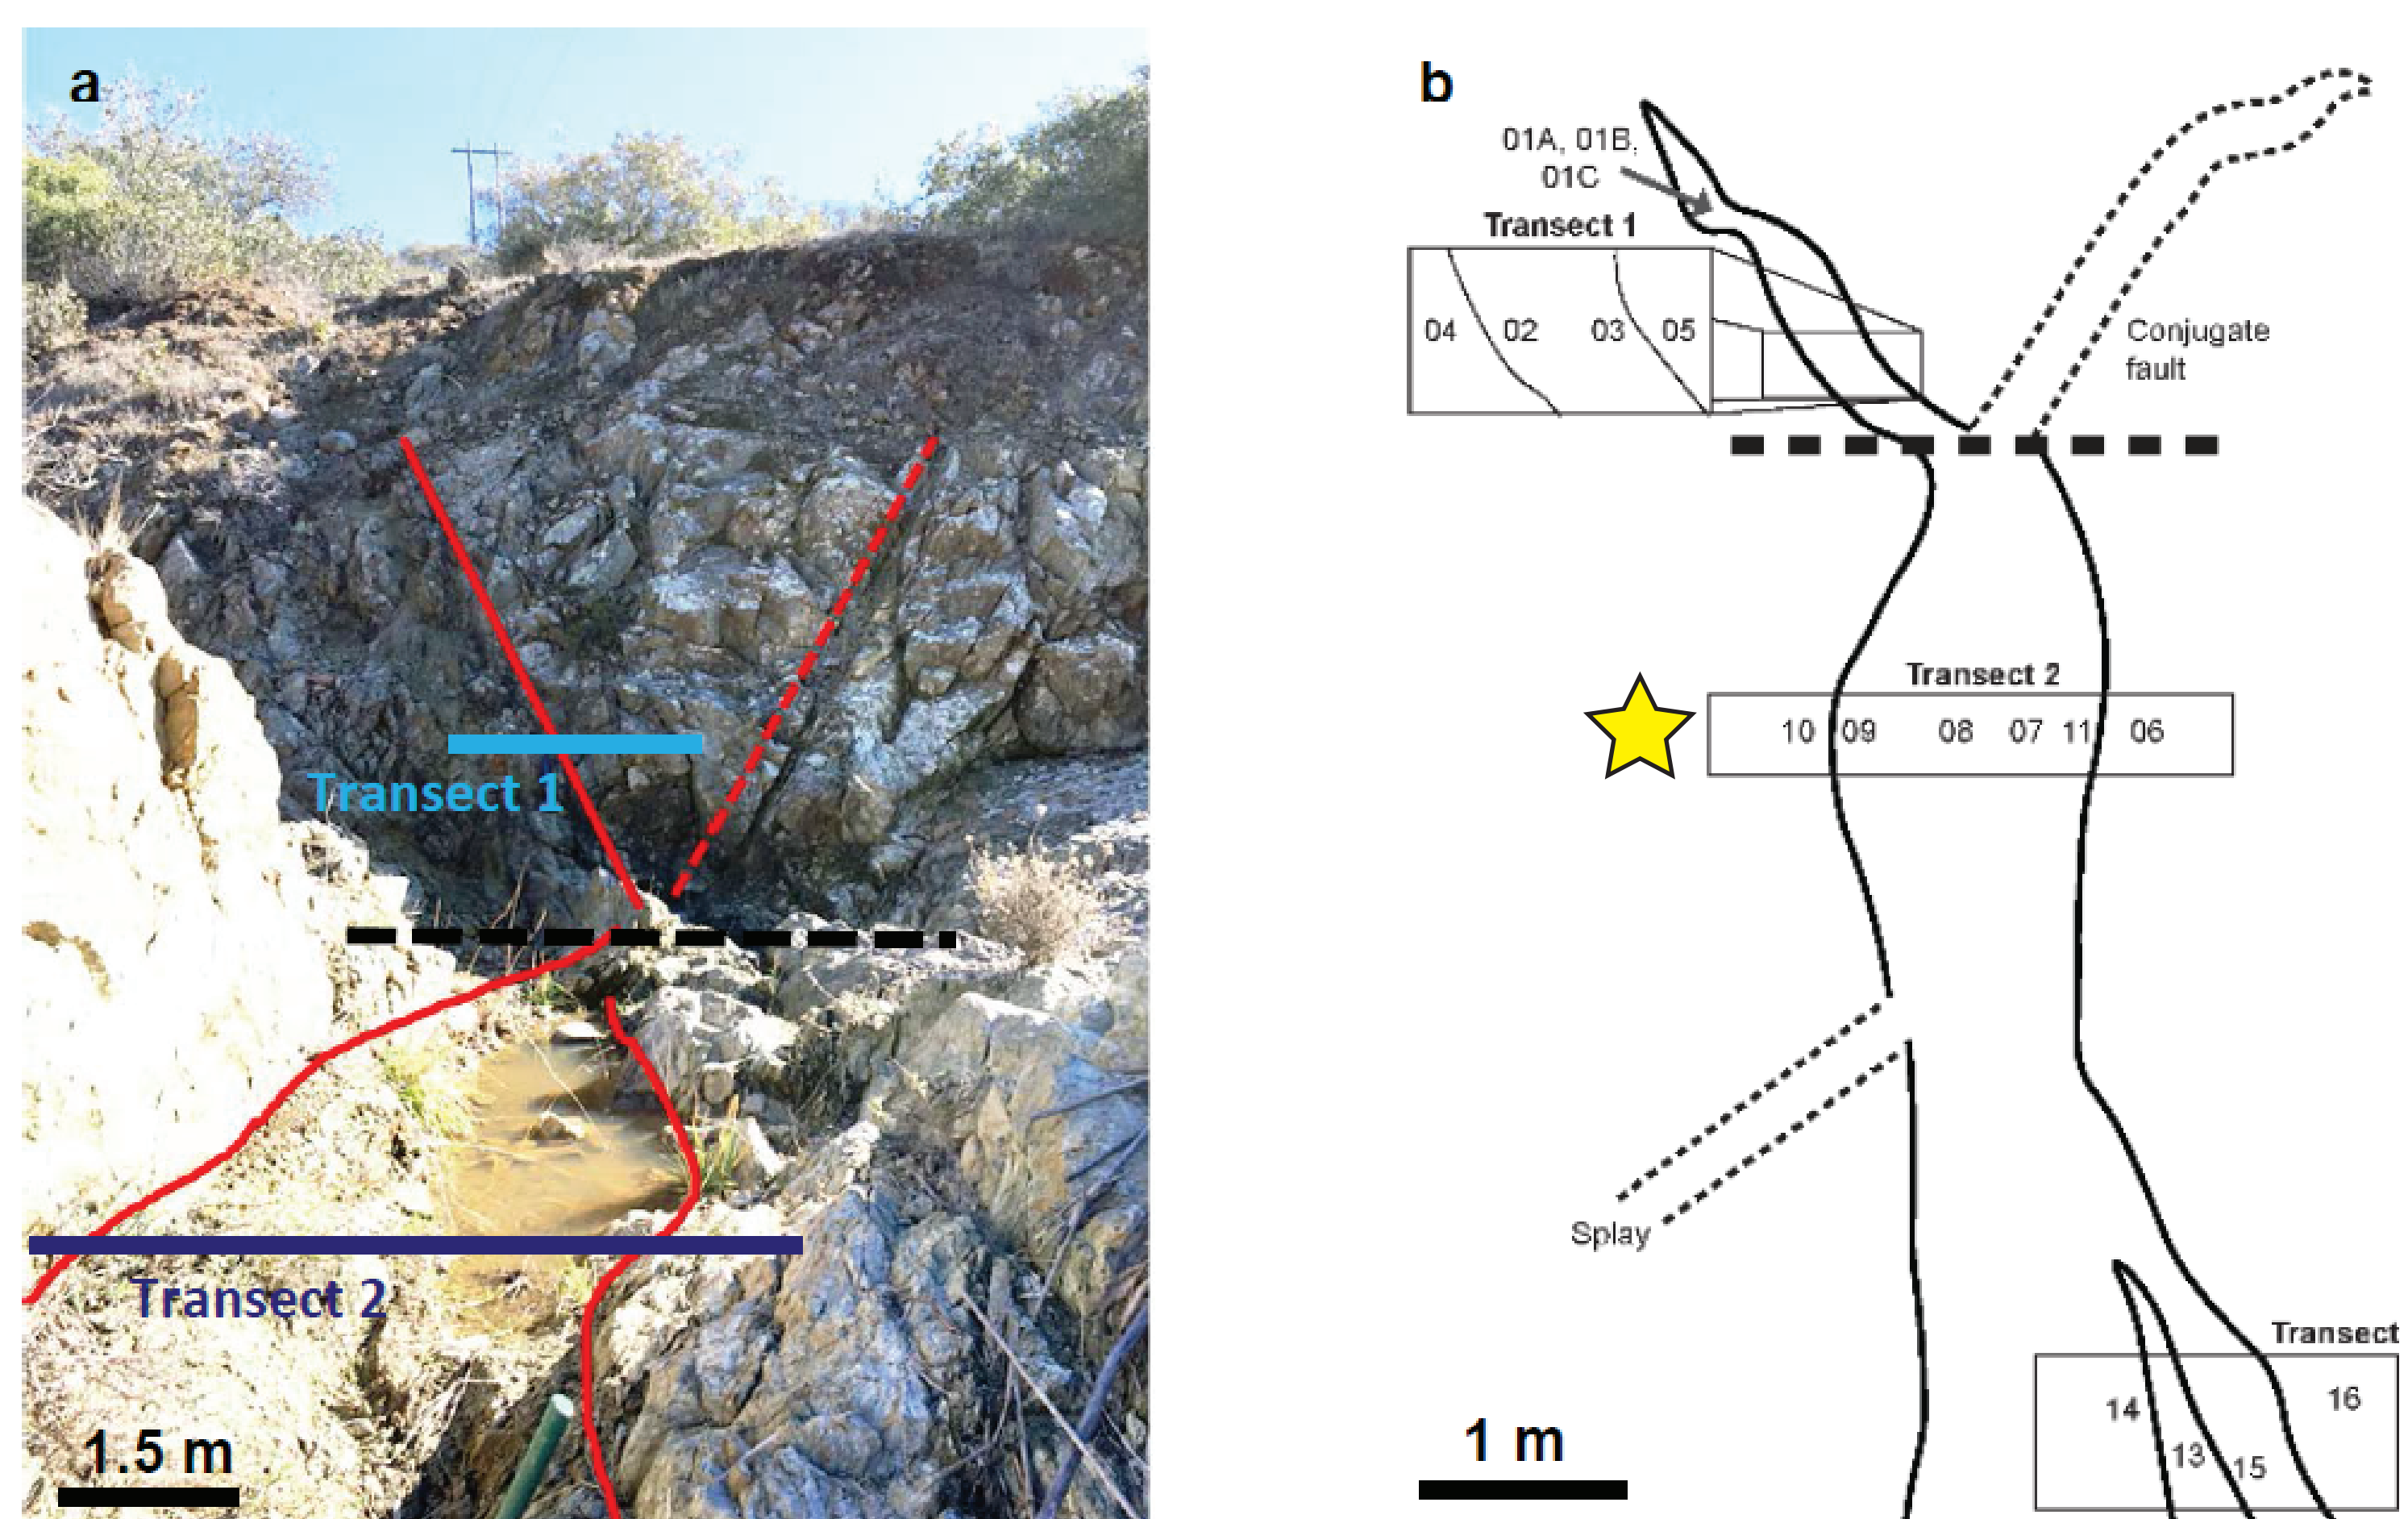 a
Transect 1
Transect 2
1.5 m
b
01A, 01B,
01C
Transect 1
04 02 03 05
Conjugate
fault
Transect 2
10 09 08 07 11 06
Splay
Transect
14 13 15 16
1 m